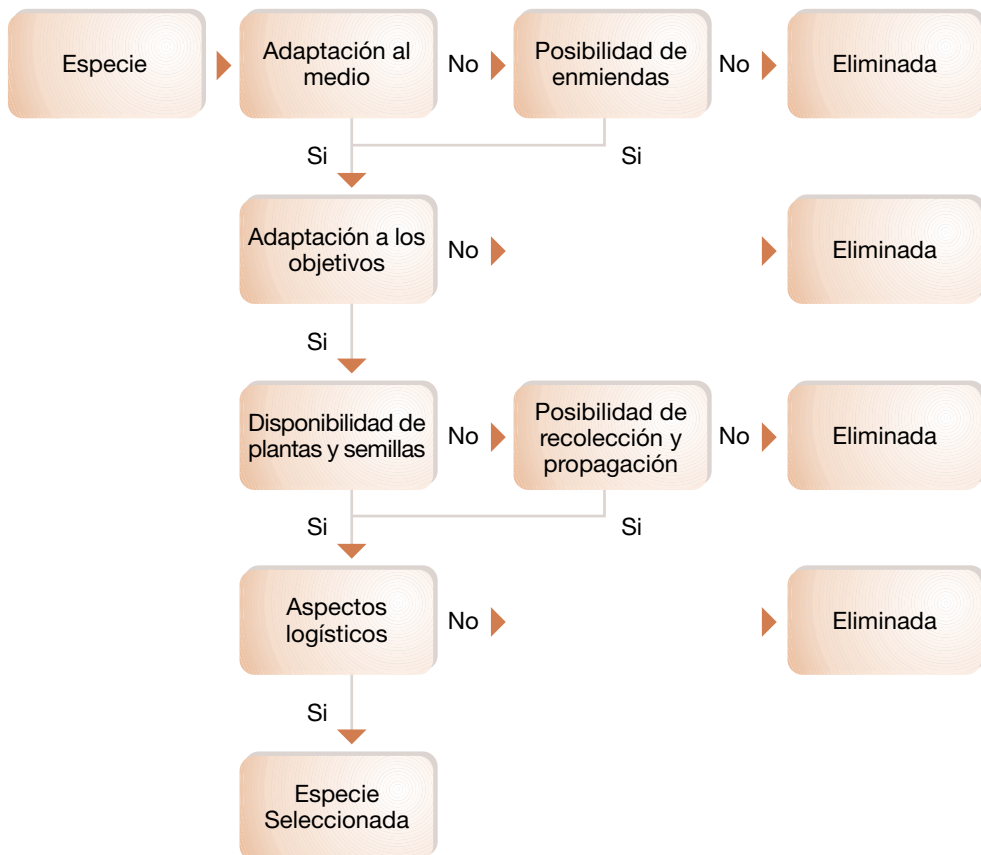 Especie
Adaptación al
medio
No
Posibilidad de
enmiendas
No
Eliminada
Si
Si
Adaptación a los
objetivos
No
Eliminada
Si
Disponibilidad de
plantas y semillas
No
Posibilidad de
recolección y
propagación
No
Eliminada
Si
Si
Aspectos
logísticos
No
Eliminada
Si
Especie
Seleccionada